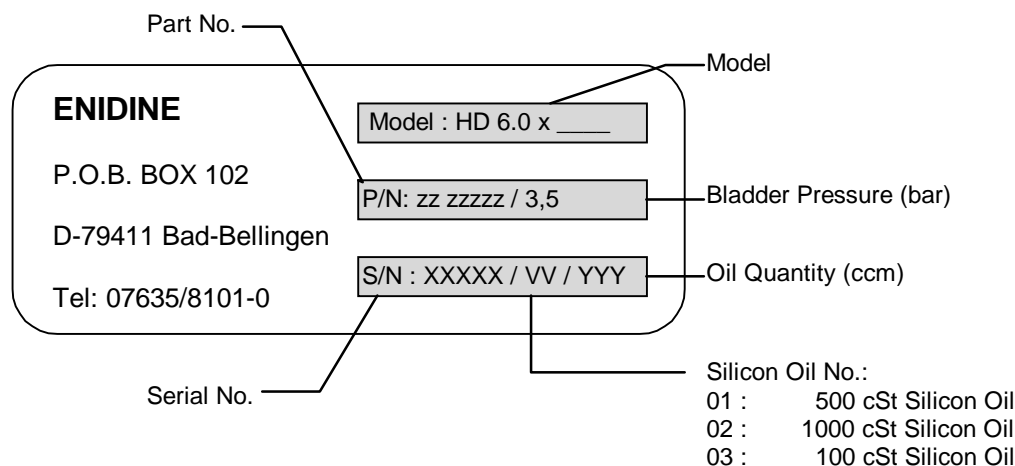 Part No.
Model
ENIDINE
Model : HD 6.0 x ____
P.O.B. BOX 102
P/N: zz zzzzz / 3,5
Bladder Pressure (bar)
D-79411 Bad-Bellingen
S/N : XXXXX / VV / YYY
Oil Quantity (ccm)
Tel: 07635/8101-0
Serial No.
Silicon Oil No.:
01 : 500 cSt Silicon Oil
02 : 1000 cSt Silicon Oil
03 : 100 cSt Silicon Oil